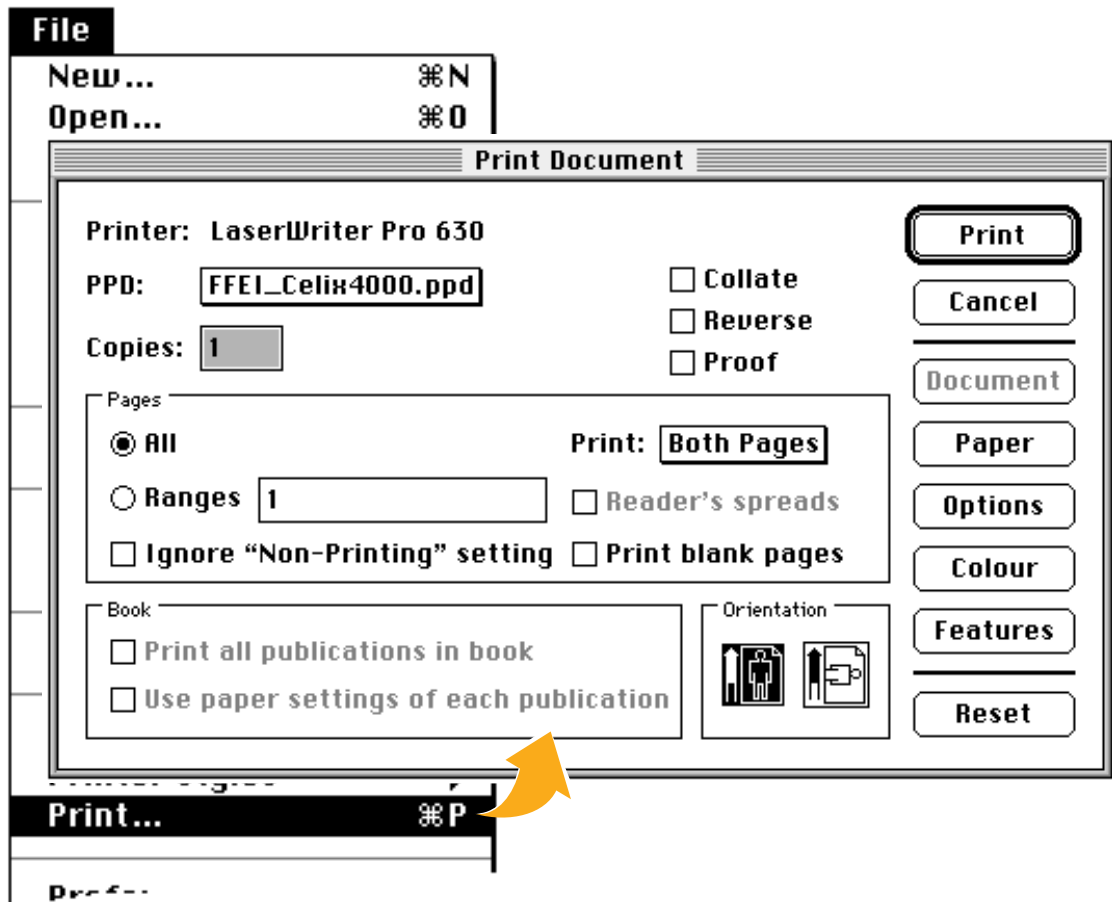 File
New... ⌘N
Open... ⌘O
Print Document
Printer: LaserWriter Pro 630
PPD: FFEI_Celix4000.ppd
Copies: 1
Collate
Reverse
Proof
Pages
All
Print: Both Pages
Ranges 1
Reader's spreads
Ignore “Non-Printing” setting
Print blank pages
Book
Print all publications in book
Use paper settings of each publication
Orientation
Print
Cancel
Document
Paper
Options
Colour
Features
Reset
Print... ⌘P